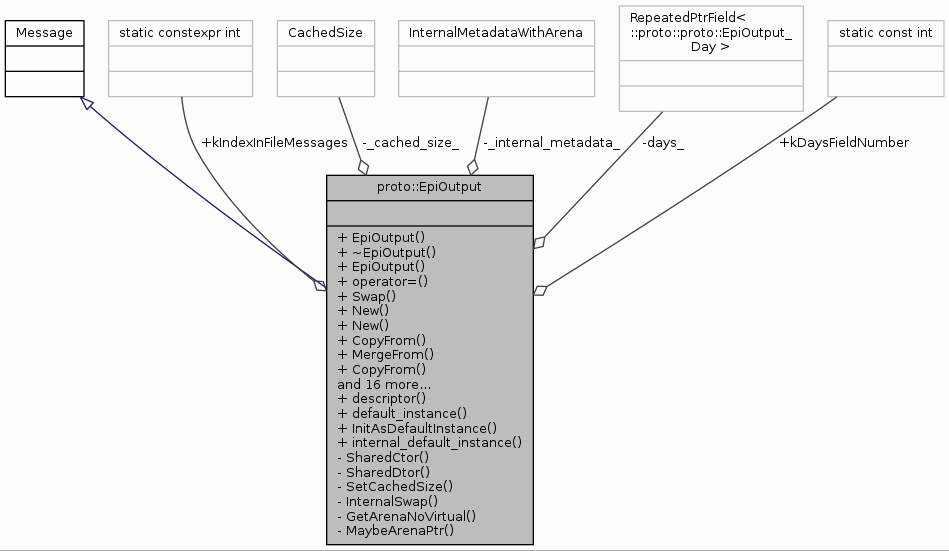 Message
static constexpr int
CachedSize
InternalMetadataWithArena
RepeatedPtrField<
::proto::proto::EpiOutput_
Day >
static const int
+kIndexInFileMessages
-_cached_size_
-_internal_metadata_
-days_
+kDaysFieldNumber
proto::EpiOutput
+ EpiOutput()
+ ~EpiOutput()
+ EpiOutput()
+ operator=()
+ Swap()
+ New()
+ New()
+ CopyFrom()
+ MergeFrom()
+ CopyFrom()
and 16 more...
+ descriptor()
+ default_instance()
+ InitAsDefaultInstance()
+ internal_default_instance()
- SharedCtor()
- SharedDtor()
- SetCachedSize()
- InternalSwap()
- GetArenaNoVirtual()
- MaybeArenaPtr()